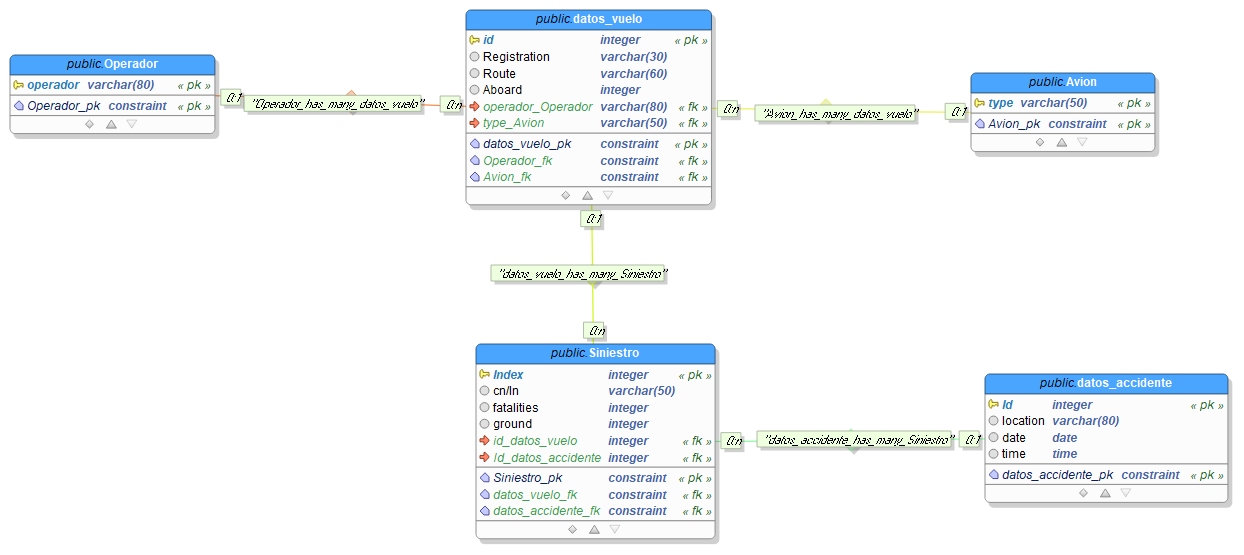 public.Operador
operador varchar(80) « pk »
Operador_pk constraint « pk »
0:1
"Operador_has_many_datos_vuelo"
0:n
public.datos_vuelo
id integer « pk »
Registration varchar(30)
Route varchar(60)
Aboard integer
operador_Operador varchar(80) « fk »
type_Avion varchar(50) « fk »
datos_vuelo_pk constraint « pk »
Operador_fk constraint « fk »
Avion_fk constraint « fk »
0:n
"Avion_has_many_datos_vuelo"
0:1
public.Avion
type varchar(50) « pk »
Avion_pk constraint « pk »
0:1
"datos_vuelo_has_many_Siniestro"
0:n
public.Siniestro
Index integer « pk »
cn/ln varchar(50)
fatalities integer
ground integer
id_datos_vuelo integer « fk »
Id_datos_accidente integer « fk »
Siniestro_pk constraint « pk »
datos_vuelo_fk constraint « fk »
datos_accidente_fk constraint « fk »
0:n
"datos_accidente_has_many_Siniestro"
0:1
public.datos_accidente
Id integer « pk »
location varchar(80)
date date
time time
datos_accidente_pk constraint « pk »